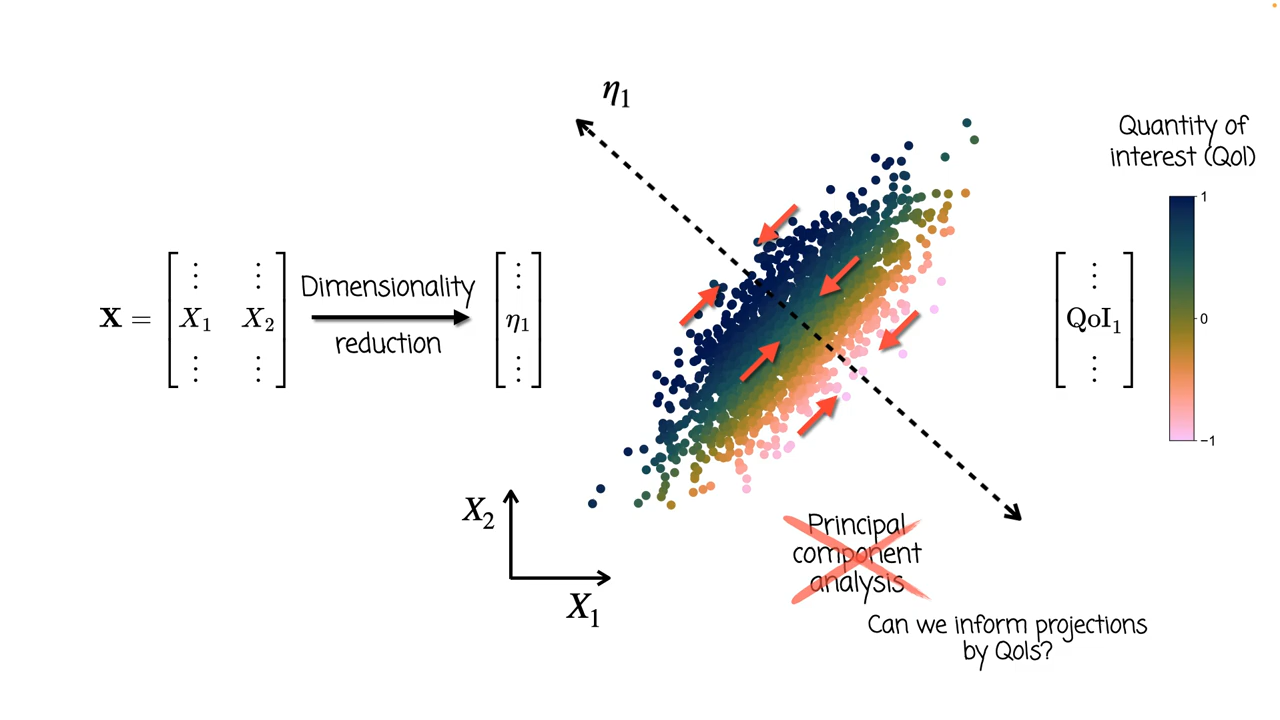 η₁
Quantity of
interest (QoI)
1
0
−1
X = [⋮ ⋮
X₁ X₂
⋮ ⋮]
Dimensionality
reduction
[⋮
η₁
⋮]
[⋮
QoI₁
⋮]
X₂
X₁
Principal
component
analysis
Can we inform projections
by QoIs?